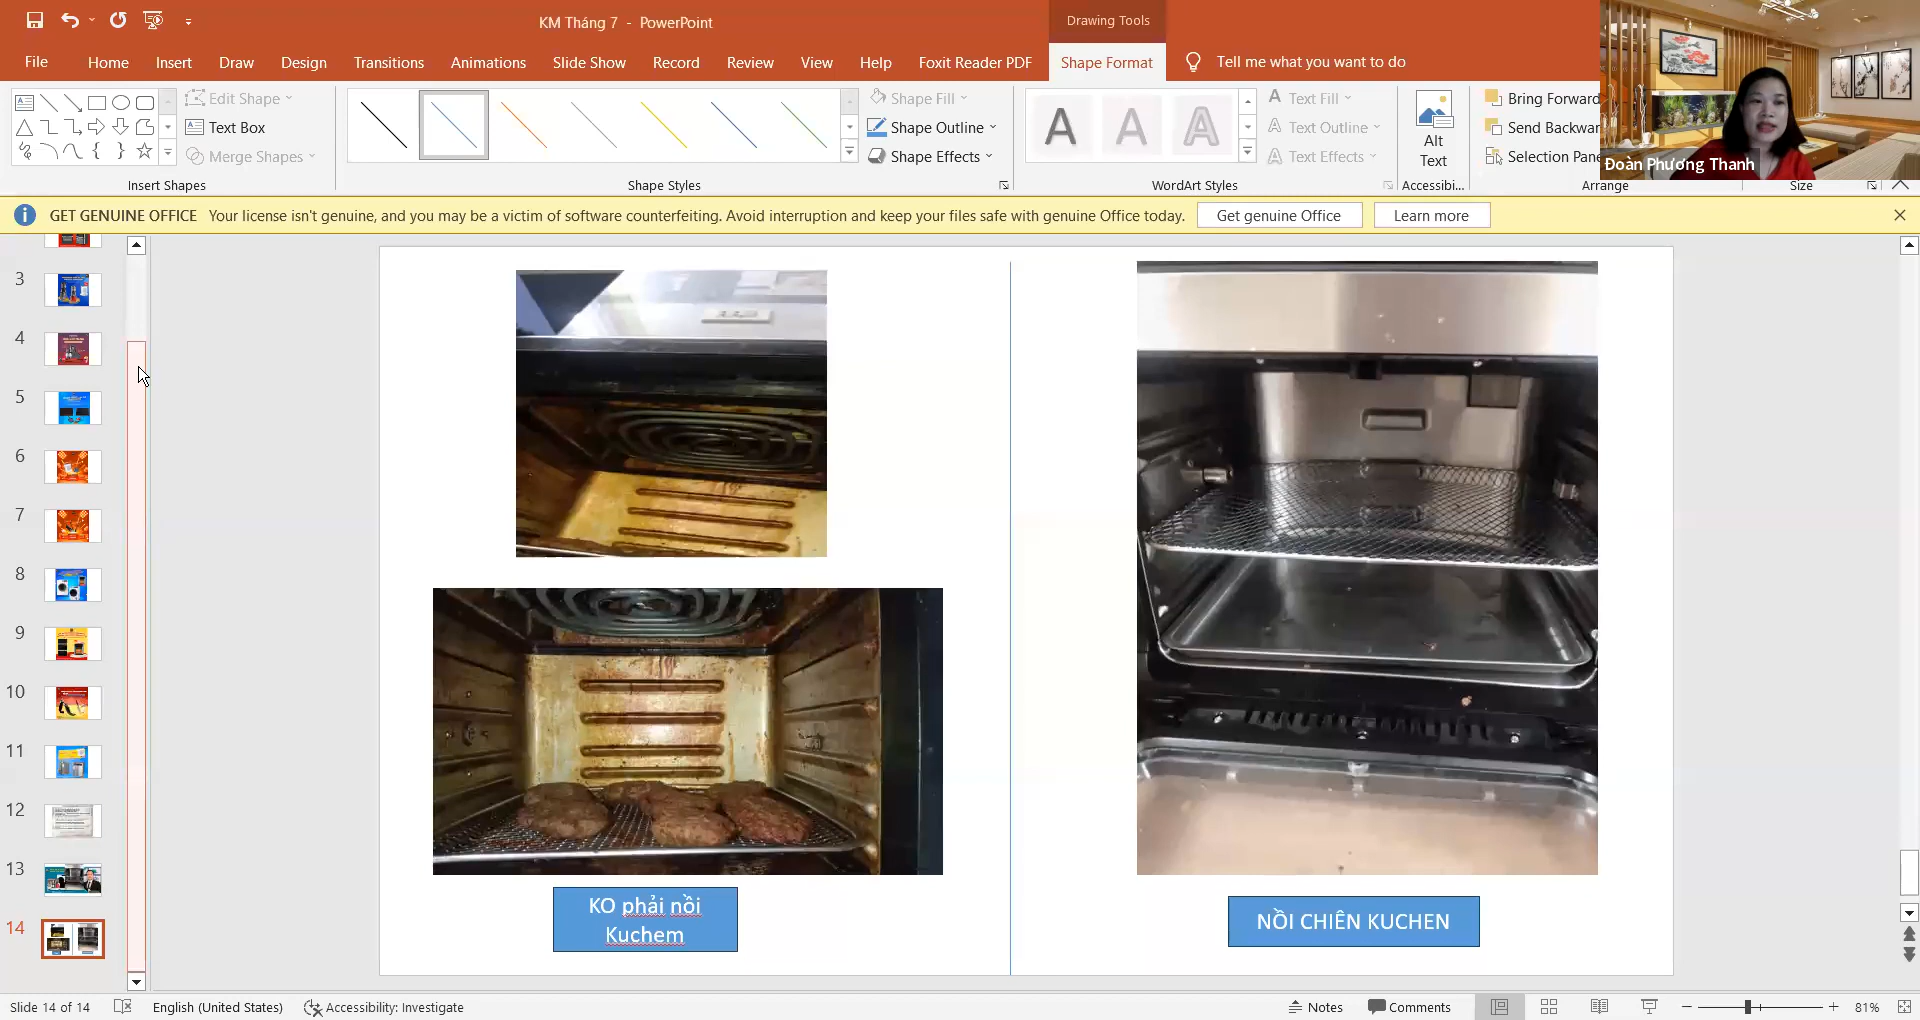 KM Tháng 7 - PowerPoint
Drawing Tools
File Home Insert Draw Design Transitions Animations Slide Show Record Review View Help Foxit Reader PDF Shape Format Tell me what you want to do
Edit Shape
Text Box
Merge Shapes
Insert Shapes
Shape Fill
Shape Outline
Shape Effects
Shape Styles
A A A
Text Fill
Text Outline
Text Effects
WordArt Styles
Alt
Text
Accessibi...
Bring Forward
Send Backwar
Selection Pane
Arrange
Size
Đoàn Phương Thanh
GET GENUINE OFFICE Your license isn't genuine, and you may be a victim of software counterfeiting. Avoid interruption and keep your files safe with genuine Office today. Get genuine Office Learn more
3
4
5
6
7
8
9
10
11
12
13
14
KO phải nồi
Kuchem
NỒI CHIÊN KUCHEN
Slide 14 of 14 English (United States) Accessibility: Investigate Notes Comments 81%